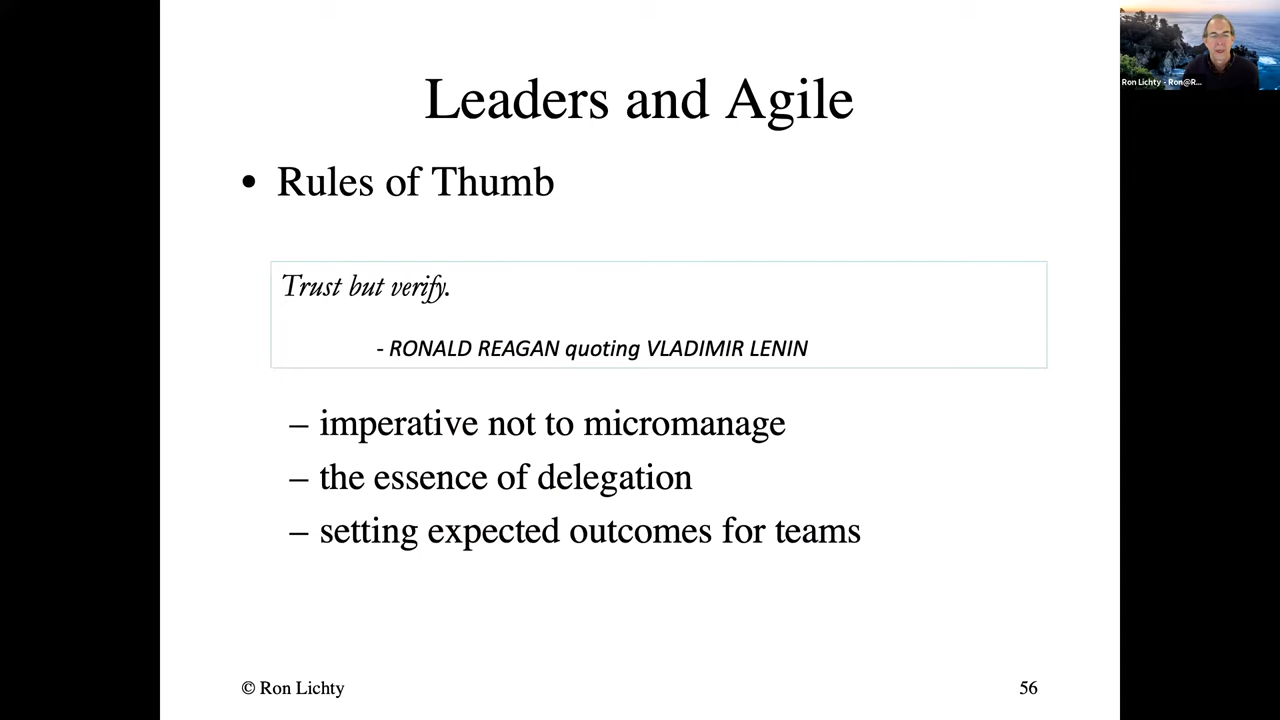 Leaders and Agile
• Rules of Thumb
Trust but verify.
- RONALD REAGAN quoting VLADIMIR LENIN
– imperative not to micromanage
– the essence of delegation
– setting expected outcomes for teams
© Ron Lichty
56
Ron Lichty - Ron@R...